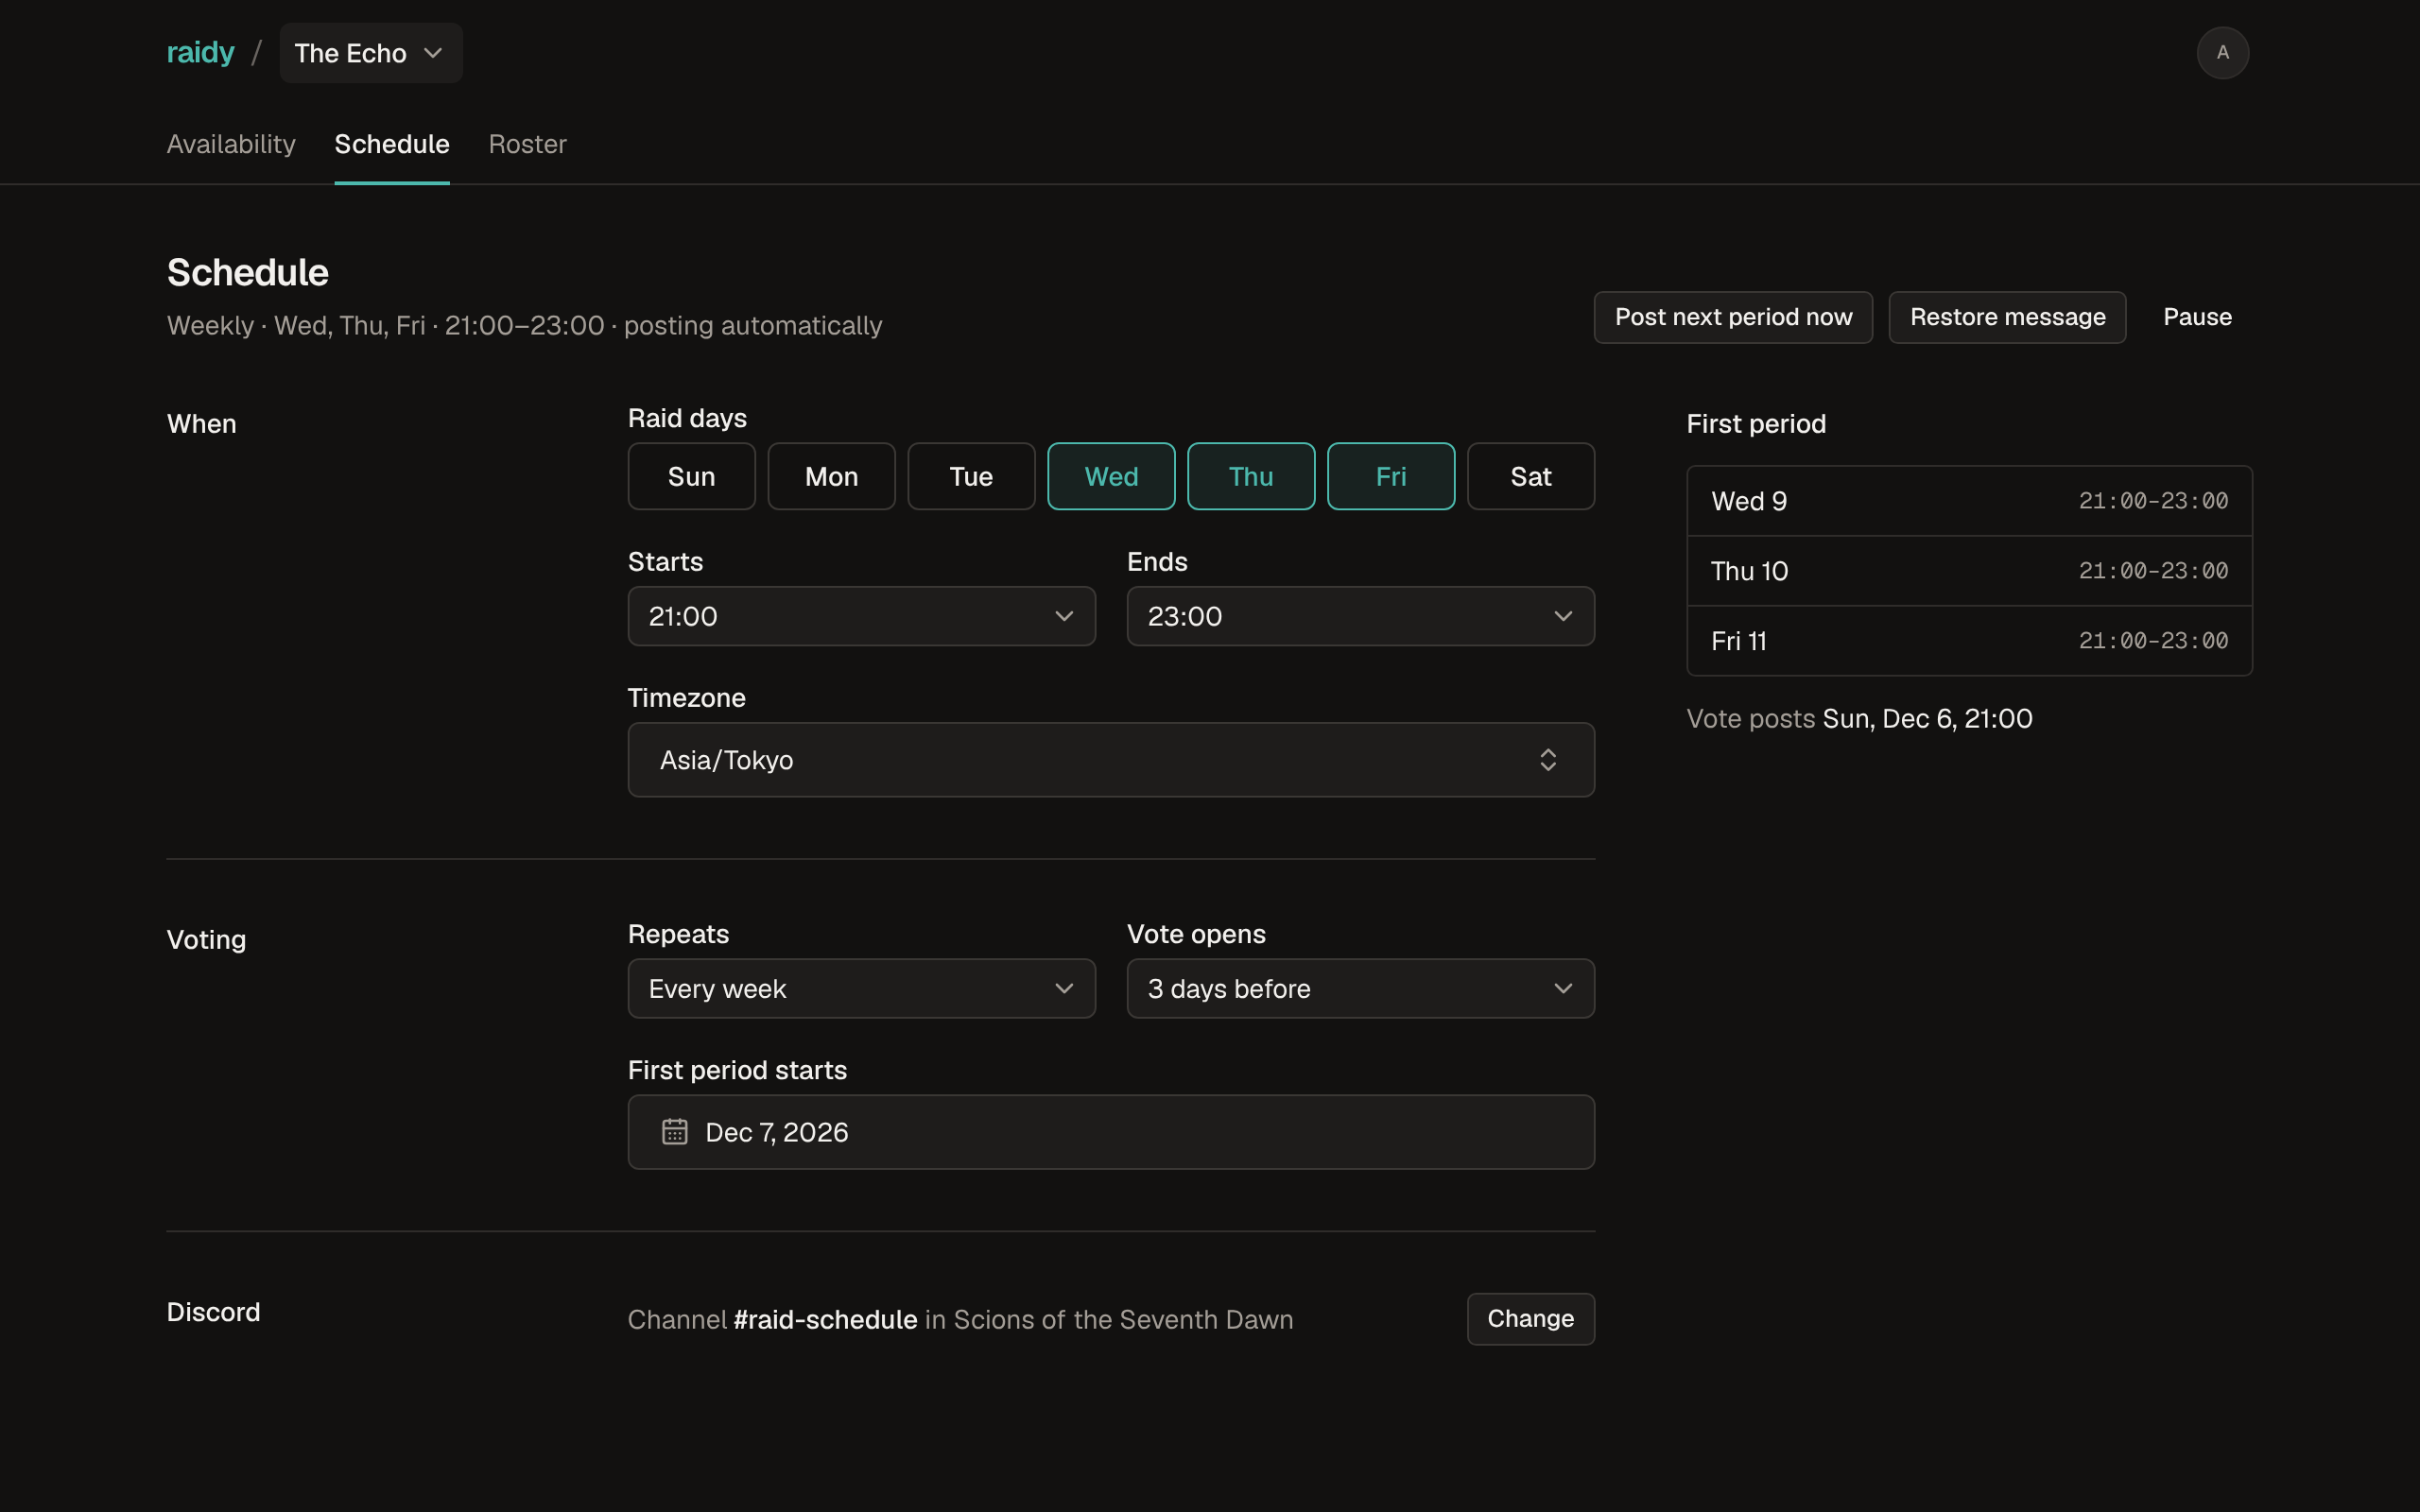 raidy / The Echo
A
Availability Schedule Roster
Schedule
Weekly · Wed, Thu, Fri · 21:00–23:00 · posting automatically
Post next period now Restore message Pause
When
Raid days
Sun Mon Tue Wed Thu Fri Sat
Starts Ends
21:00 23:00
Timezone
Asia/Tokyo
First period
Wed 9 21:00–23:00
Thu 10 21:00–23:00
Fri 11 21:00–23:00
Vote posts Sun, Dec 6, 21:00
Voting
Repeats Vote opens
Every week 3 days before
First period starts
Dec 7, 2026
Discord
Channel #raid-schedule in Scions of the Seventh Dawn
Change